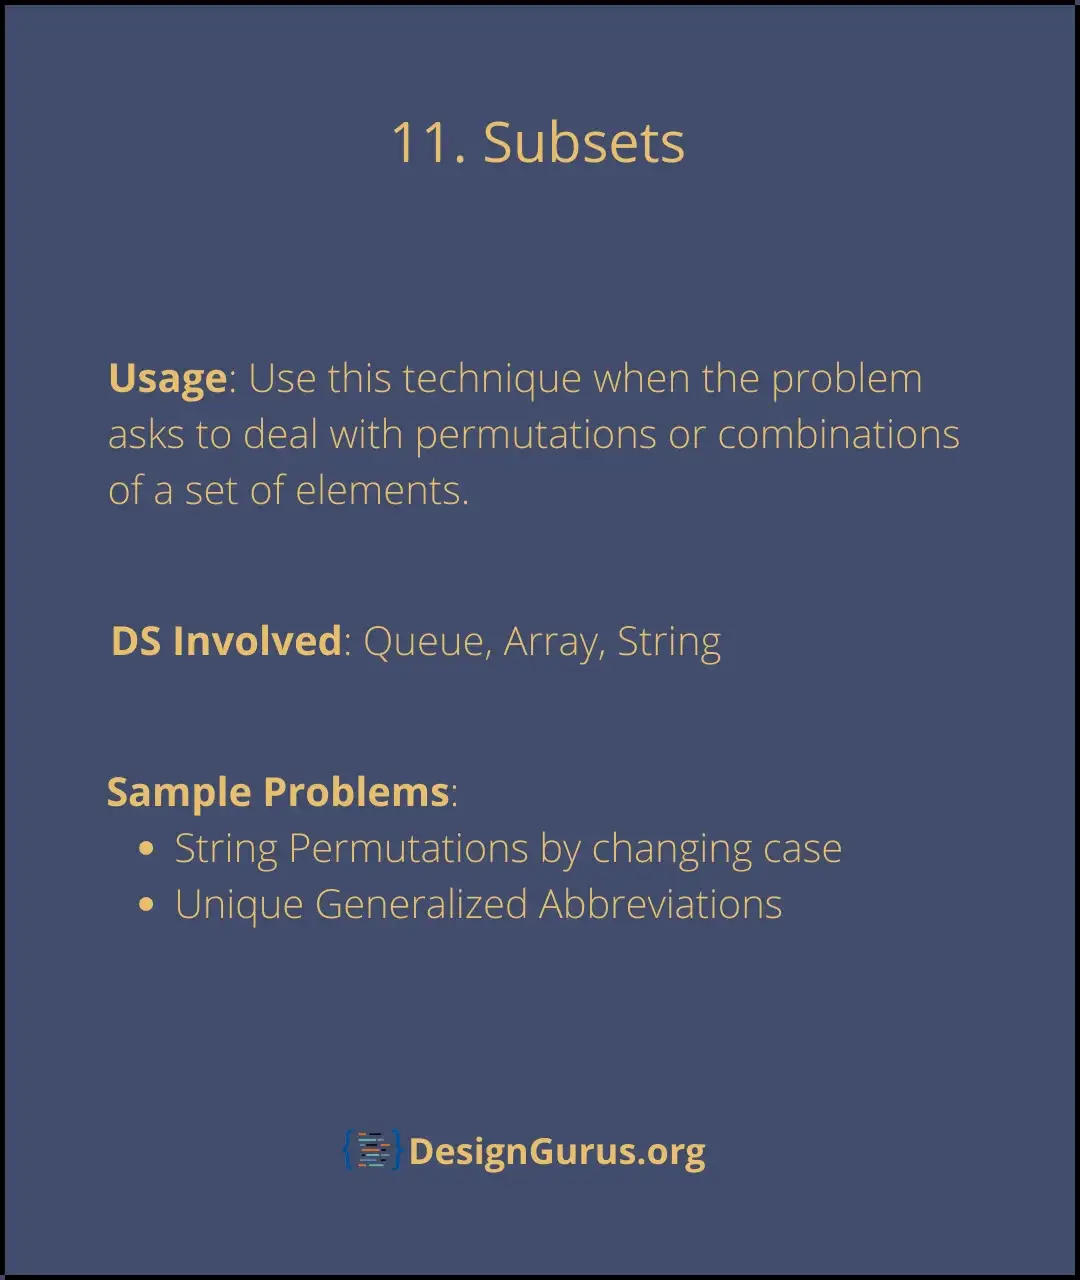 11. Subsets
Usage: Use this technique when the problem
asks to deal with permutations or combinations
of a set of elements.
DS Involved: Queue, Array, String
Sample Problems:
• String Permutations by changing case
• Unique Generalized Abbreviations
DesignGurus.org